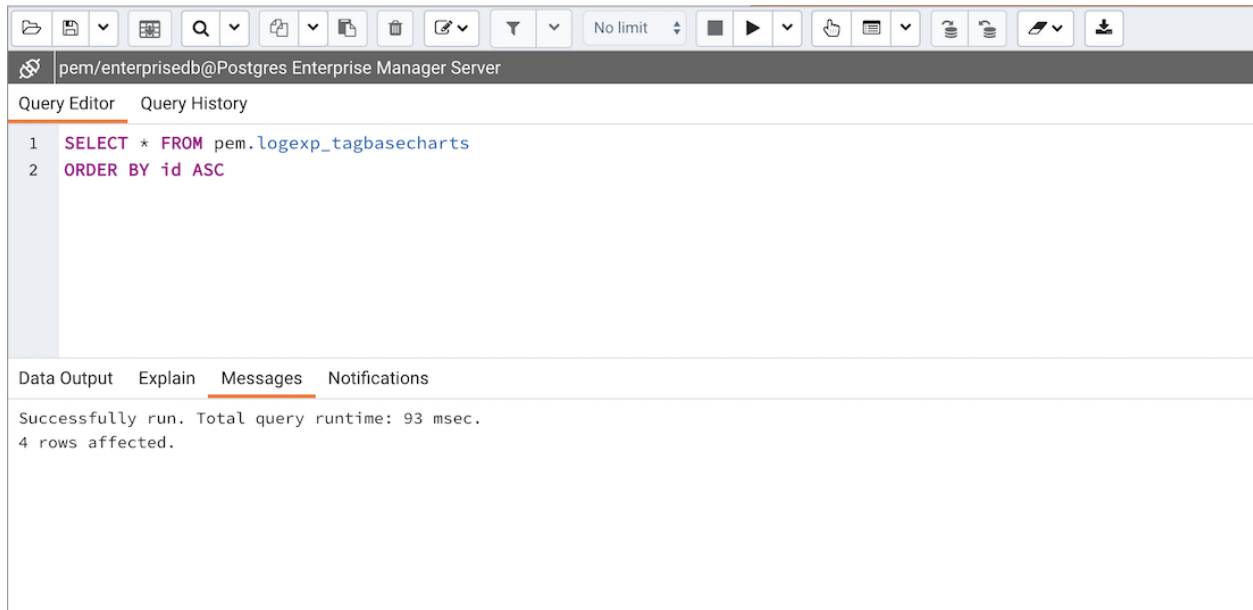 No limit
pem/enterprisedb@Postgres Enterprise Manager Server
Query Editor Query History
1 SELECT * FROM pem.logexp_tagbasecharts
2 ORDER BY id ASC
Data Output Explain Messages Notifications
Successfully run. Total query runtime: 93 msec.
4 rows affected.